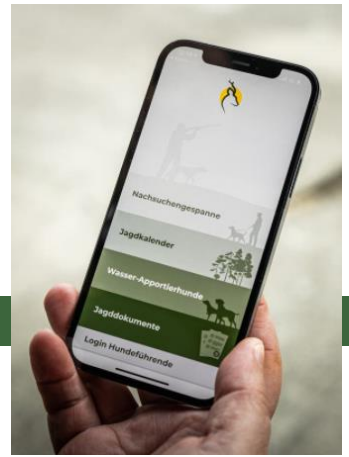 Nachsuchengespanne
Jagdkalender
Wasser-Apportierhunde
Jagddokumente
Login Hundeführende